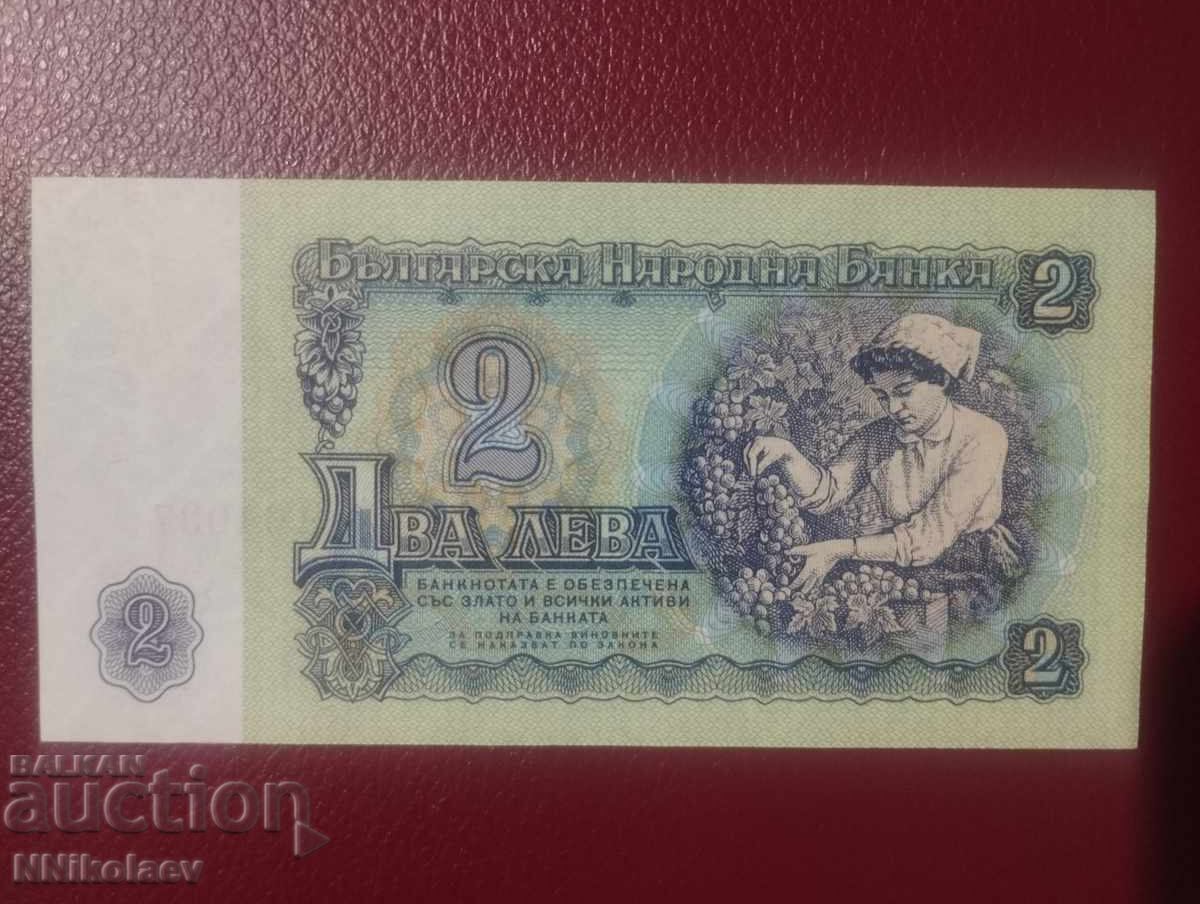 Българска Народна Банка 2
2
Два лева
БАНКНОТАТА Е ОБЕЗПЕЧЕНА
СЪС ЗЛАТО И ВСИЧКИ АКТИВИ
НА БАНКАТА
ЗА ПОДПРАВКА ВИНОВНИТЕ
СЕ НАКАЗВАТ ПО ЗАКОНА
2
2
BALKAN
auction
NNikolaev